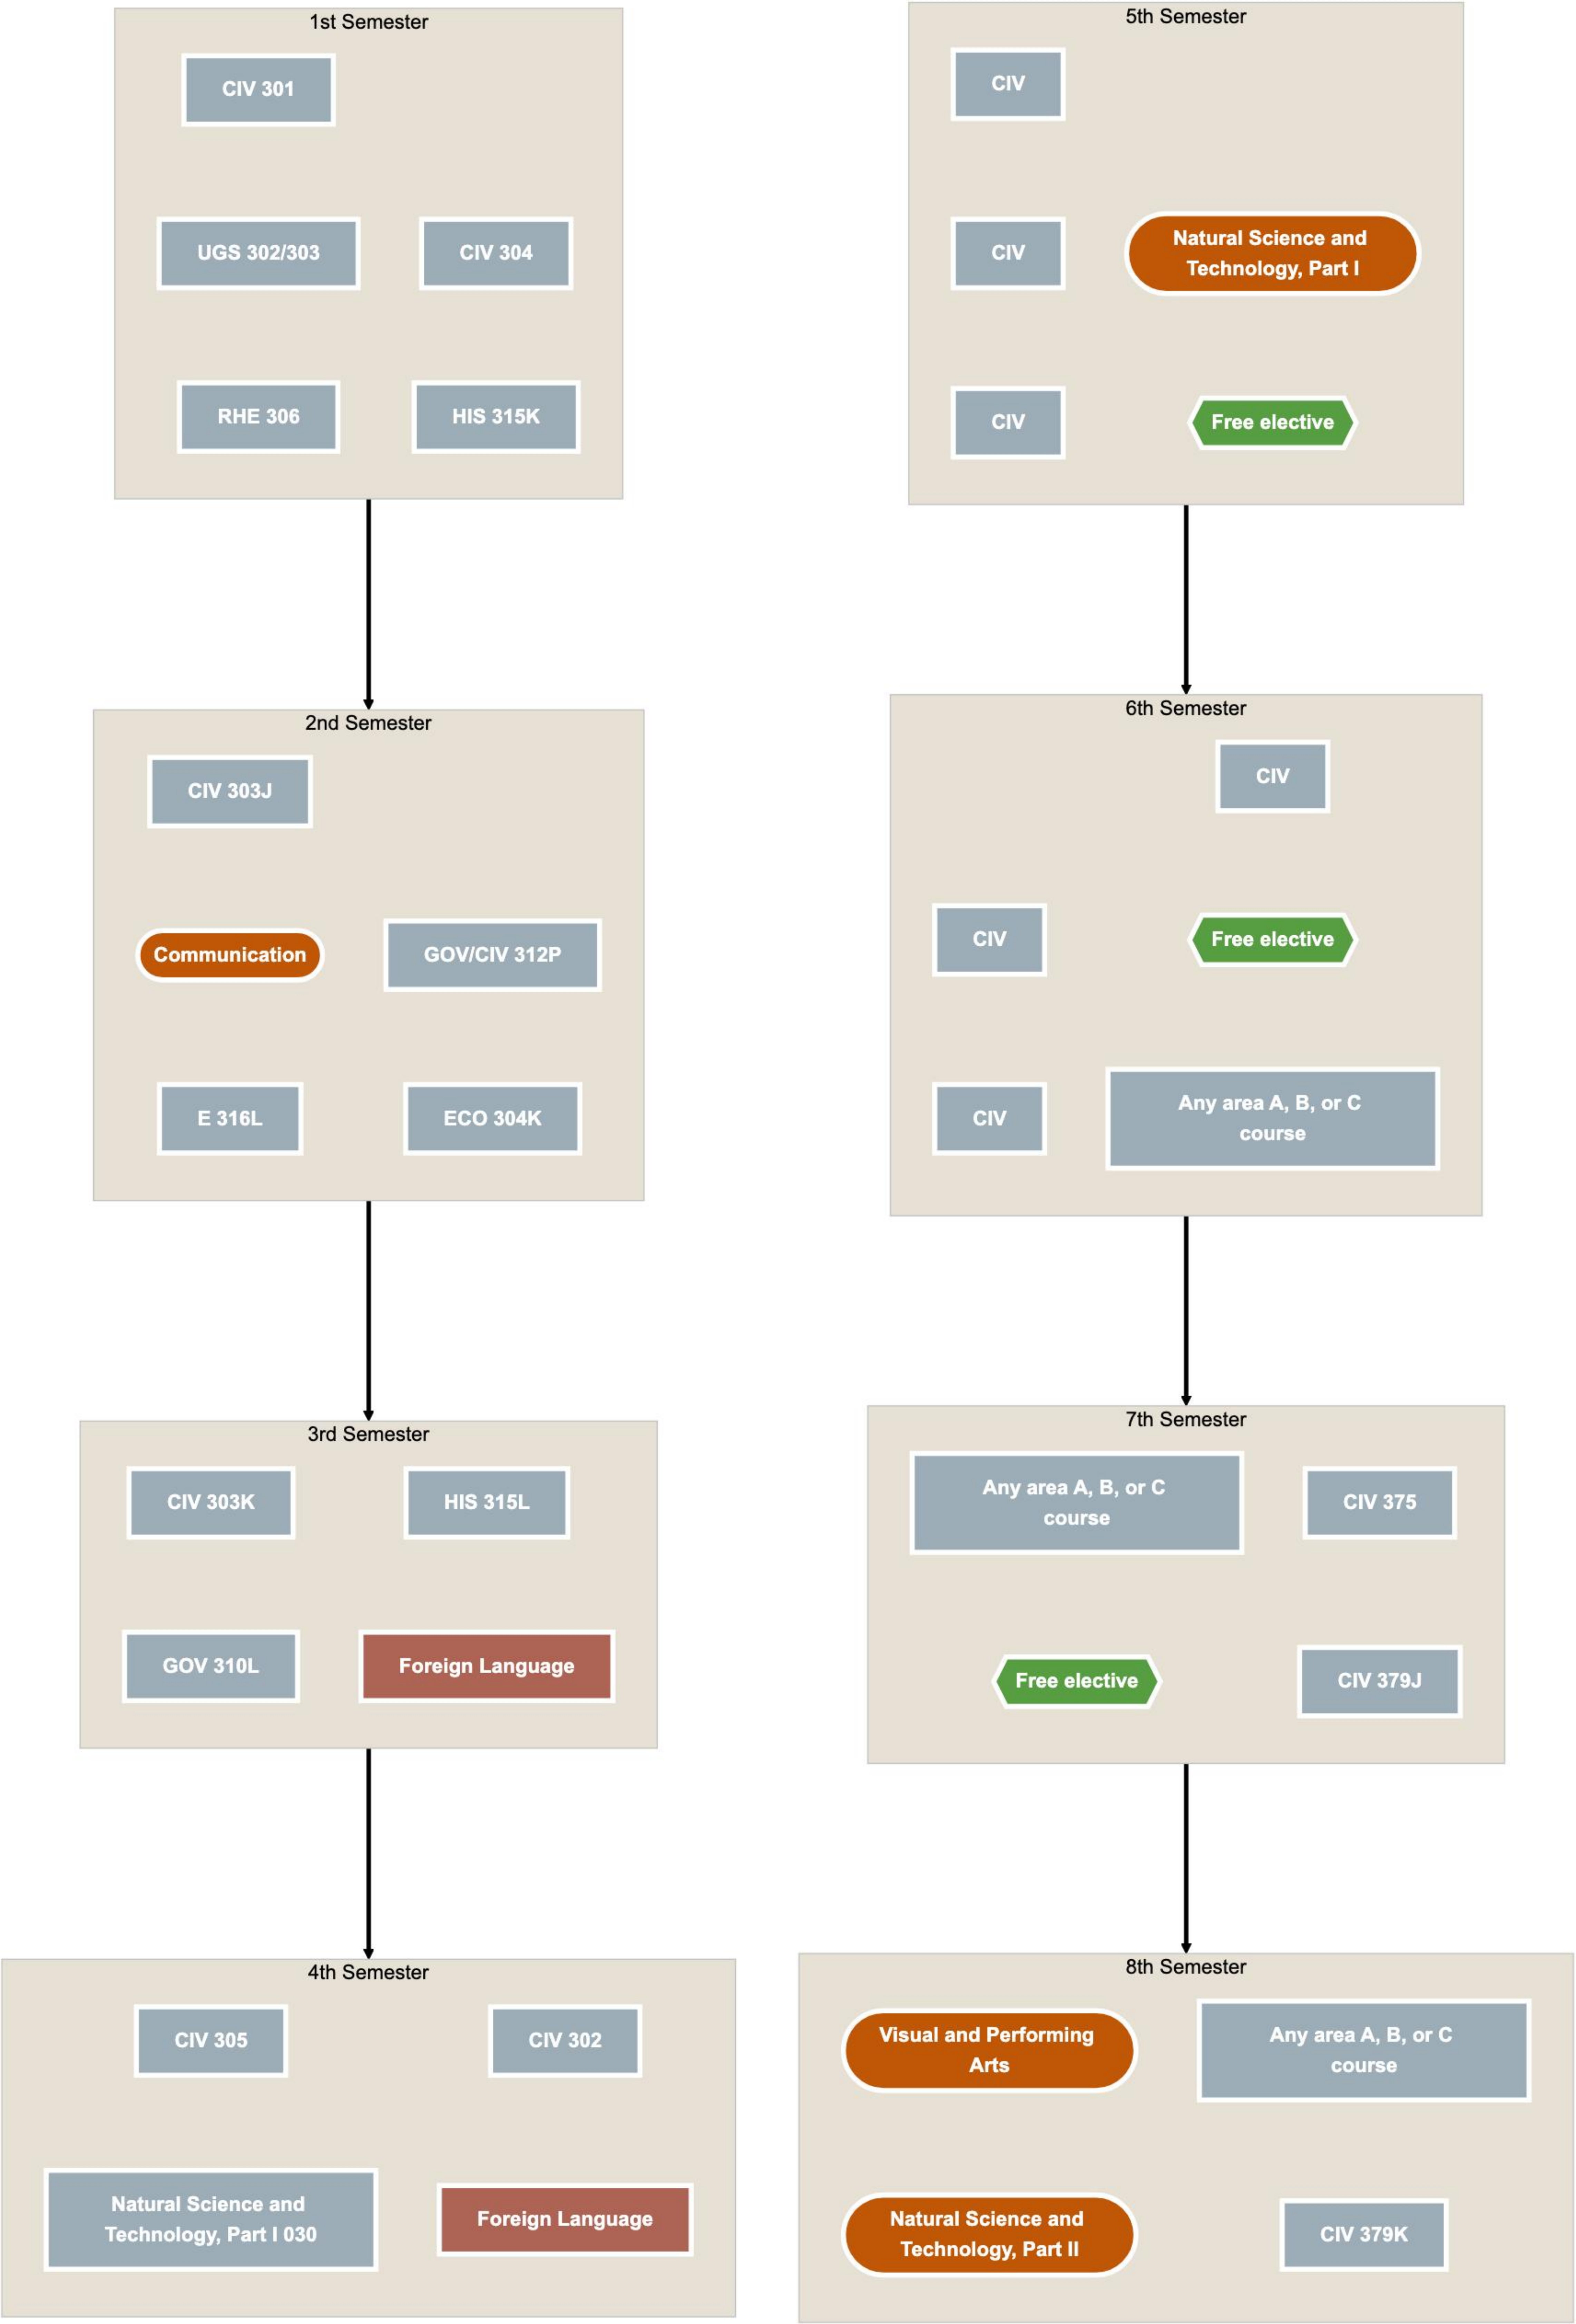 1st Semester
CIV 301
UGS 302/303
CIV 304
RHE 306
HIS 315K
2nd Semester
CIV 303J
Communication
GOV/CIV 312P
E 316L
ECO 304K
3rd Semester
CIV 303K
HIS 315L
GOV 310L
Foreign Language
4th Semester
CIV 305
CIV 302
Natural Science and
Technology, Part I 030
Foreign Language
5th Semester
CIV
CIV
Natural Science and
Technology, Part I
CIV
Free elective
6th Semester
CIV
CIV
Free elective
CIV
Any area A, B, or C
course
7th Semester
Any area A, B, or C
course
CIV 375
Free elective
CIV 379J
8th Semester
Visual and Performing
Arts
Any area A, B, or C
course
Natural Science and
Technology, Part II
CIV 379K